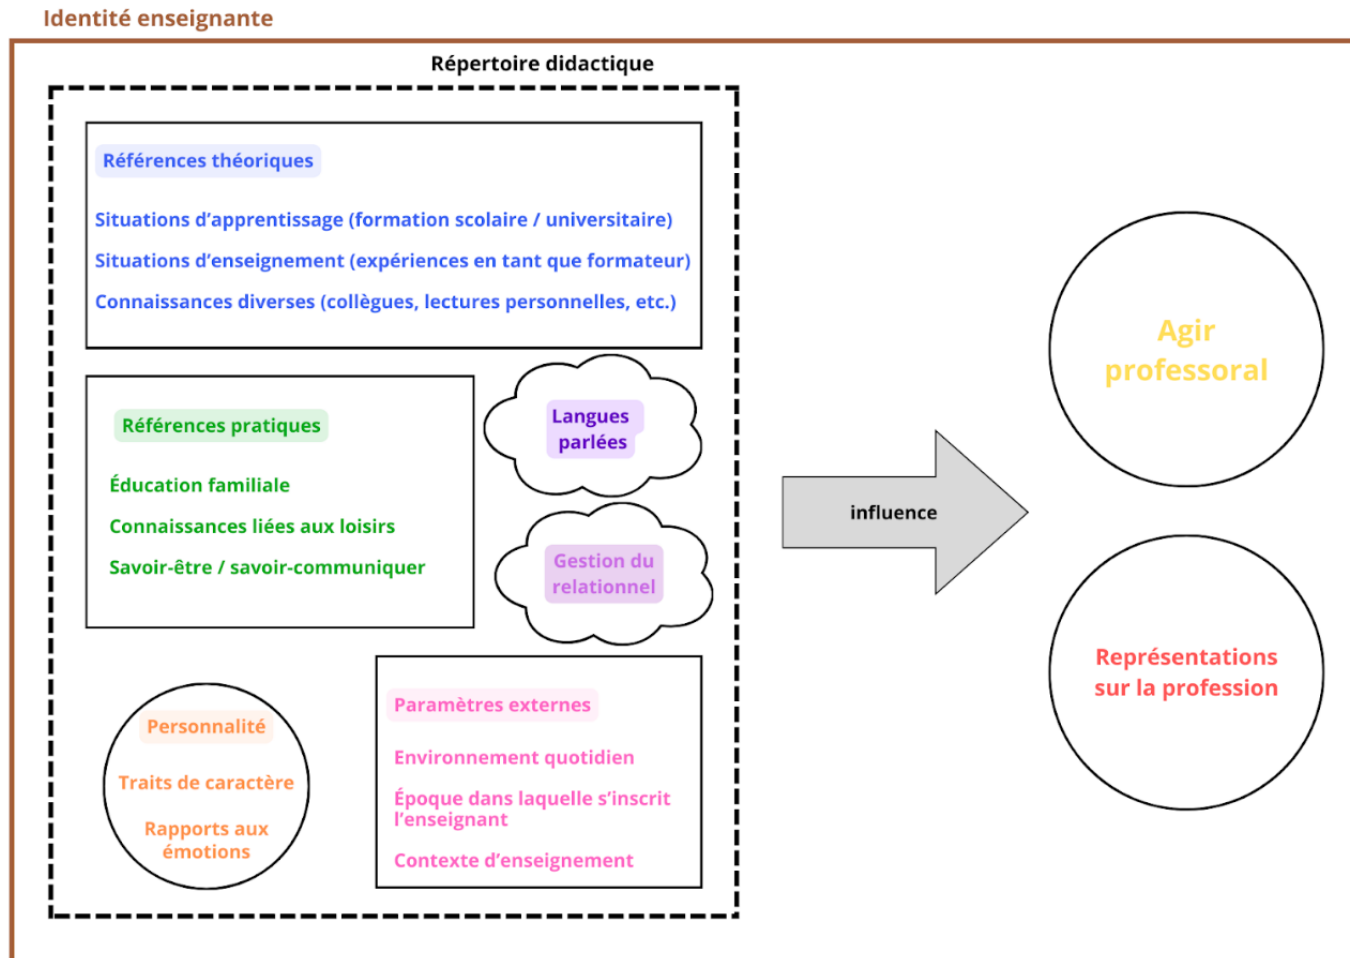 Identité enseignante
Répertoire didactique
Références théoriques
Situations d’apprentissage (formation scolaire / universitaire)
Situations d’enseignement (expériences en tant que formateur)
Connaissances diverses (collègues, lectures personnelles, etc.)
Références pratiques
Éducation familiale
Connaissances liées aux loisirs
Savoir-être / savoir-communiquer
Langues
parlées
Gestion du
relationnel
Personnalité
Traits de caractère
Rapports aux
émotions
Paramètres externes
Environnement quotidien
Époque dans laquelle s’inscrit
l’enseignant
Contexte d’enseignement
influence
Agir
professoral
Représentations
sur la profession